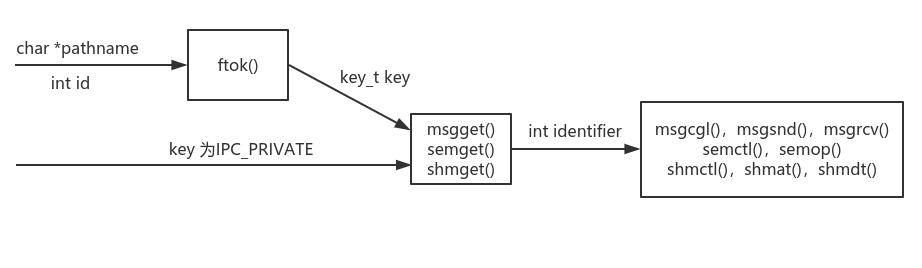 char *pathname
int id
ftok()
key_t key
key 为IPC_PRIVATE
msgget()
semget()
shmget()
int identifier
msgcgl()，msgsnd()，msgrcv()
semctl()，semop()
shmctl()，shmat()，shmdt()